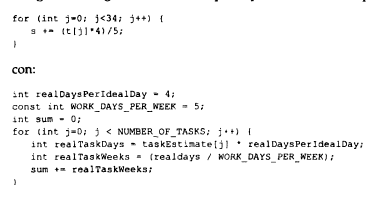 for (int j=0; j<34; j++) {
s += (t[j]*4)/5;
}
con:
int realDaysPerIdealDay = 4;
const int WORK_DAYS_PER_WEEK = 5;
int sum = 0;
for (int j=0; j < NUMBER_OF_TASKS; j++) {
int realTaskDays = taskEstimate[j] * realDaysPerIdealDay;
int realTaskWeeks = (realdays / WORK_DAYS_PER_WEEK);
sum += realTaskWeeks;
}